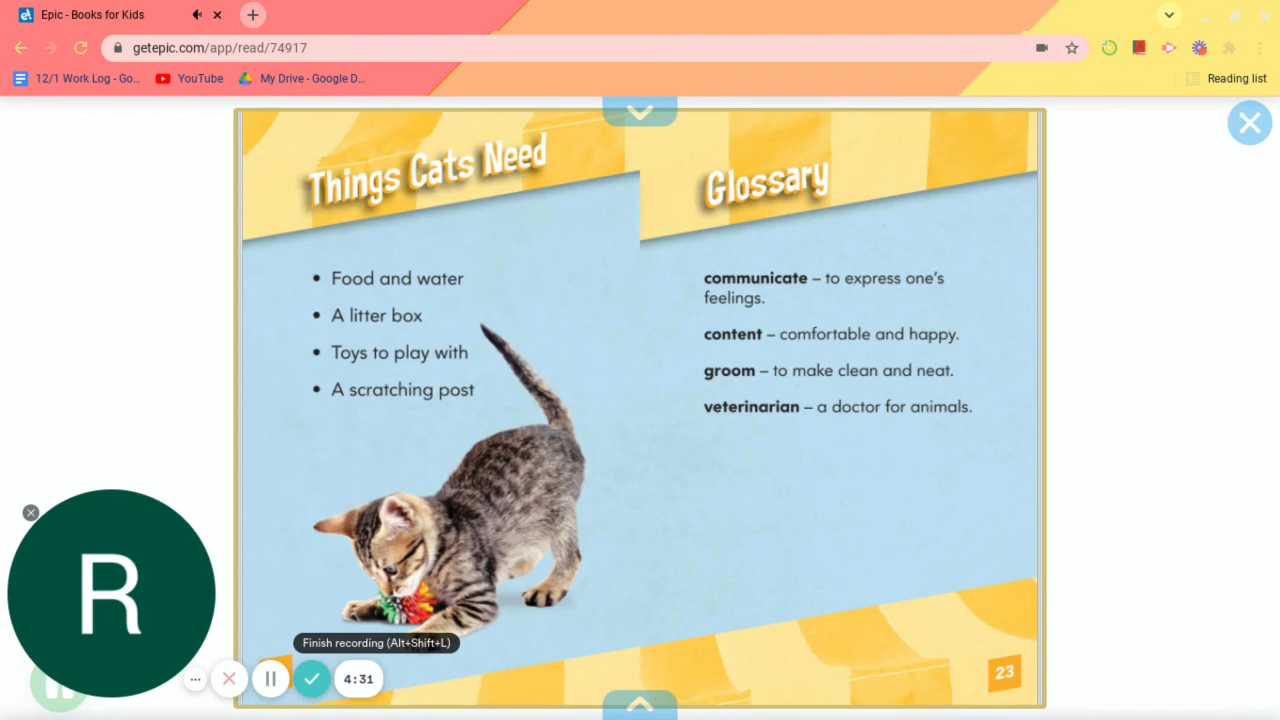 Epic - Books for Kids
getepic.com/app/read/74917
12/1 Work Log - Go...
YouTube
My Drive - Google D...
Reading list
Things Cats Need
• Food and water
• A litter box
• Toys to play with
• A scratching post
Glossary
communicate – to express one's
feelings.
content – comfortable and happy.
groom – to make clean and neat.
veterinarian – a doctor for animals.
23
R
Finish recording (Alt+Shift+L)
4:31